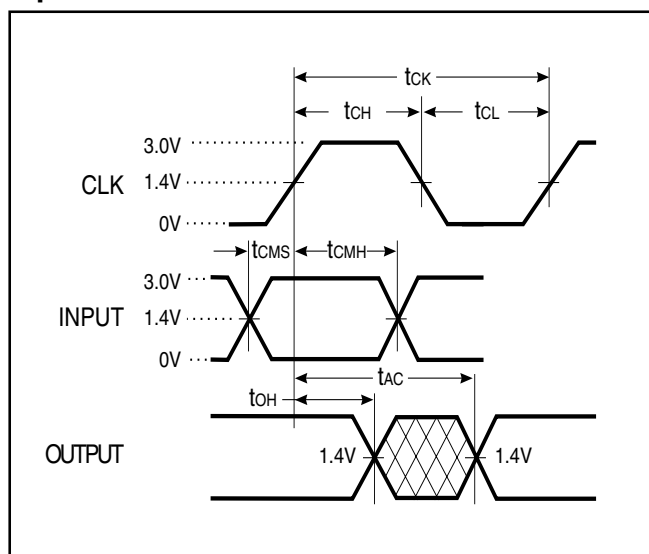 tCK
tCH tCL
3.0V
CLK 1.4V
0V
tCMS tCMH
3.0V
INPUT 1.4V
0V
tAC
tOH
OUTPUT 1.4V 1.4V